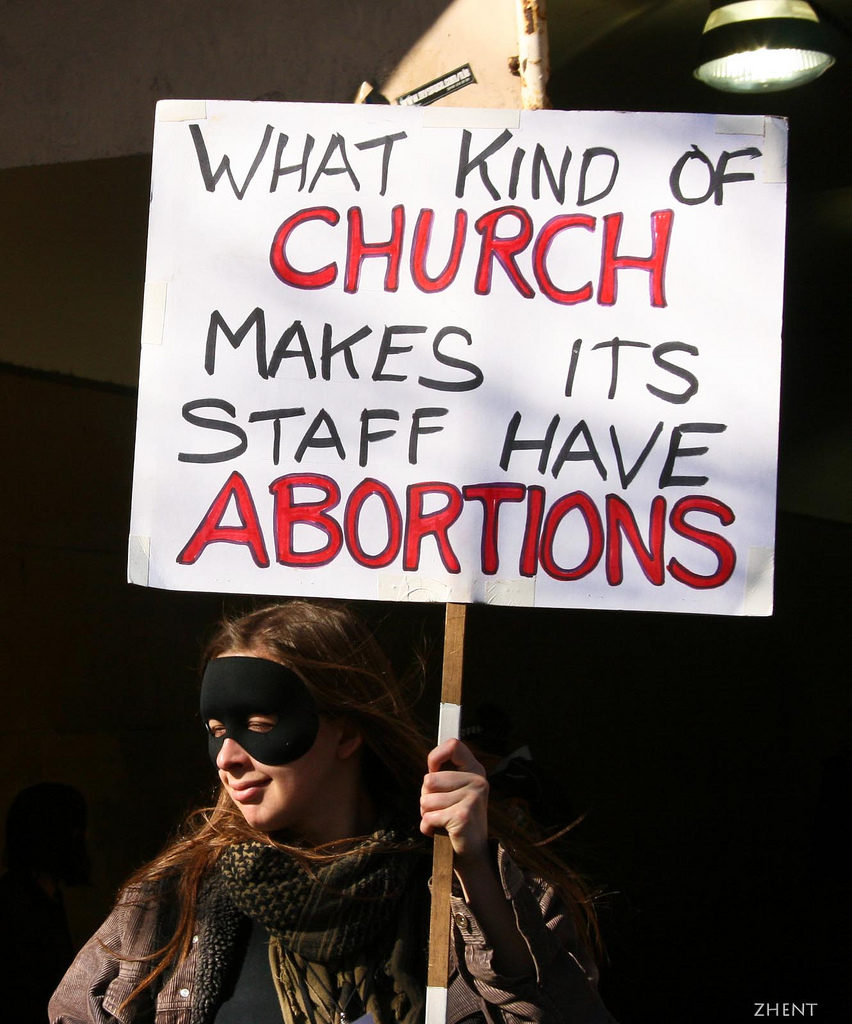 WHAT KIND OF
CHURCH
MAKES ITS
STAFF HAVE
ABORTIONS
ZHENT